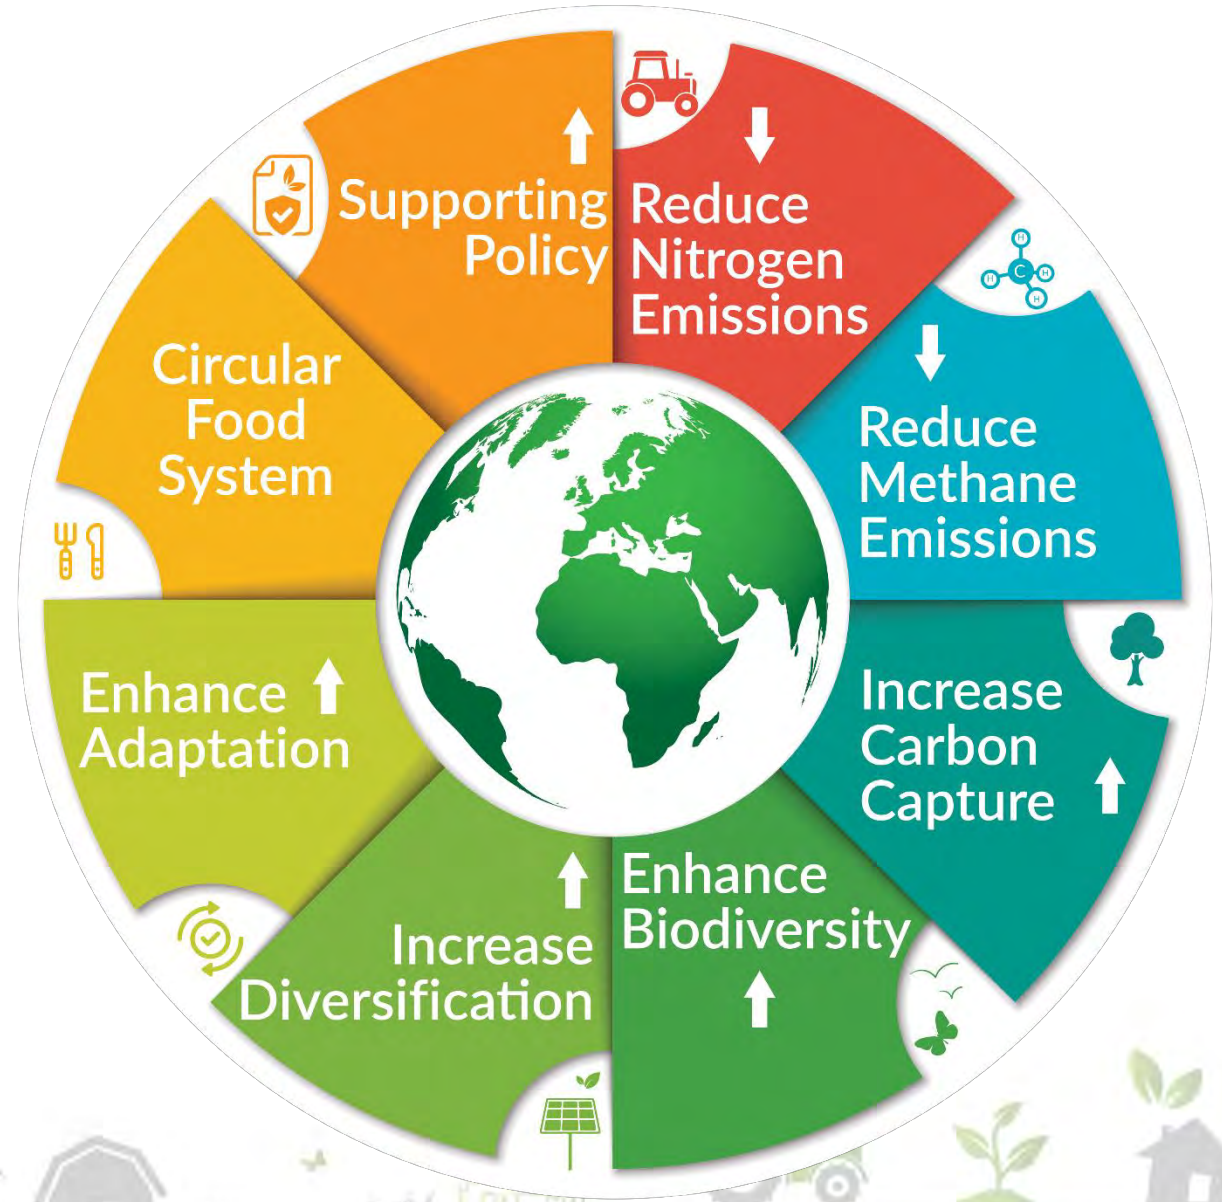 Supporting
Policy
Reduce
Nitrogen
Emissions
H
H
C
H
H
Reduce
Methane
Emissions
Increase
Carbon
Capture
Enhance
Biodiversity
Increase
Diversification
Enhance
Adaptation
Circular
Food
System